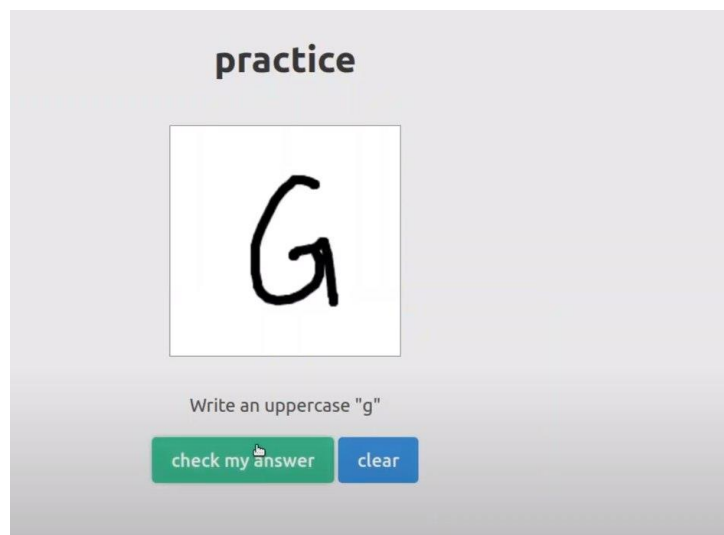 practice
G
Write an uppercase "g"
check my answer
clear